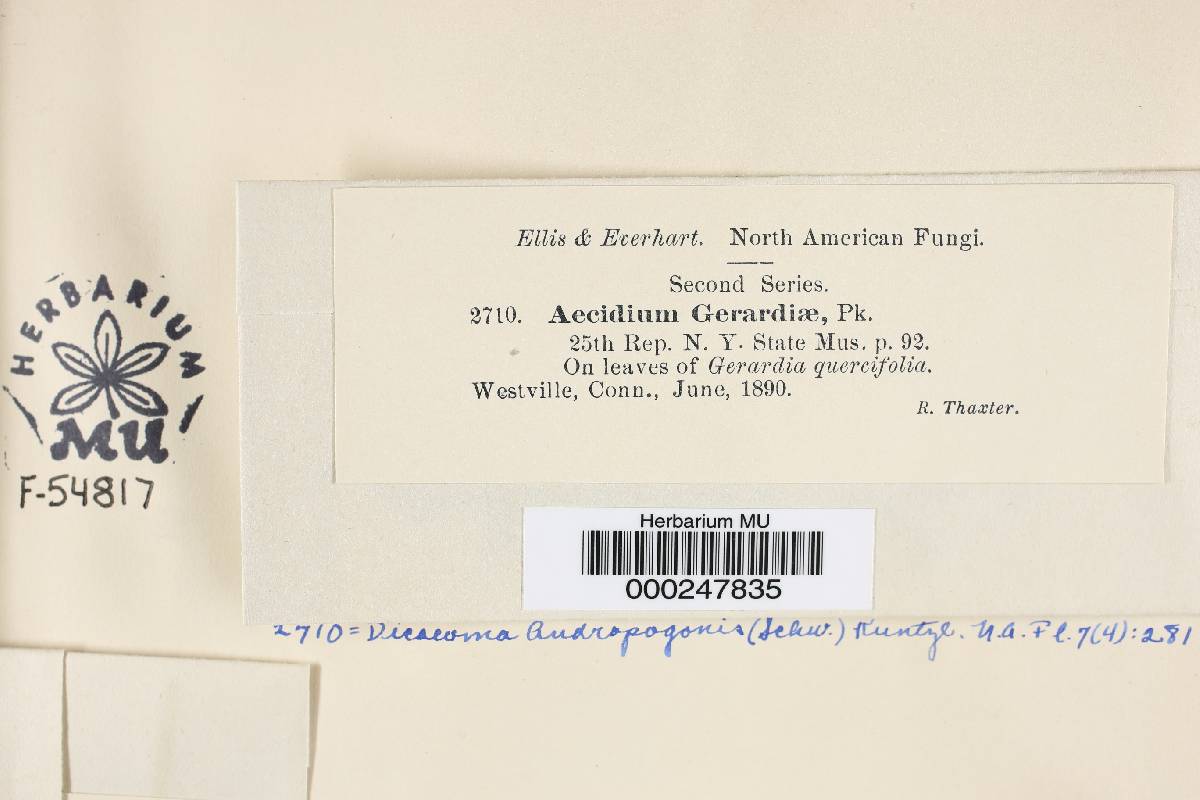 Ellis & Everhart. North American Fungi.
Second Series.
2710. Aecidium Gerardiæ, Pk.
25th Rep. N. Y. State Mus. p. 92.
On leaves of Gerardia quercifolia.
Westville, Conn., June, 1890.
R. Thaxter.
HERBARIUM
MU
F-54817
Herbarium MU
000247835
2710 = Dicaeoma Andropogonis (Schw.) Kuntze. N.A. Fl. 7(4):281